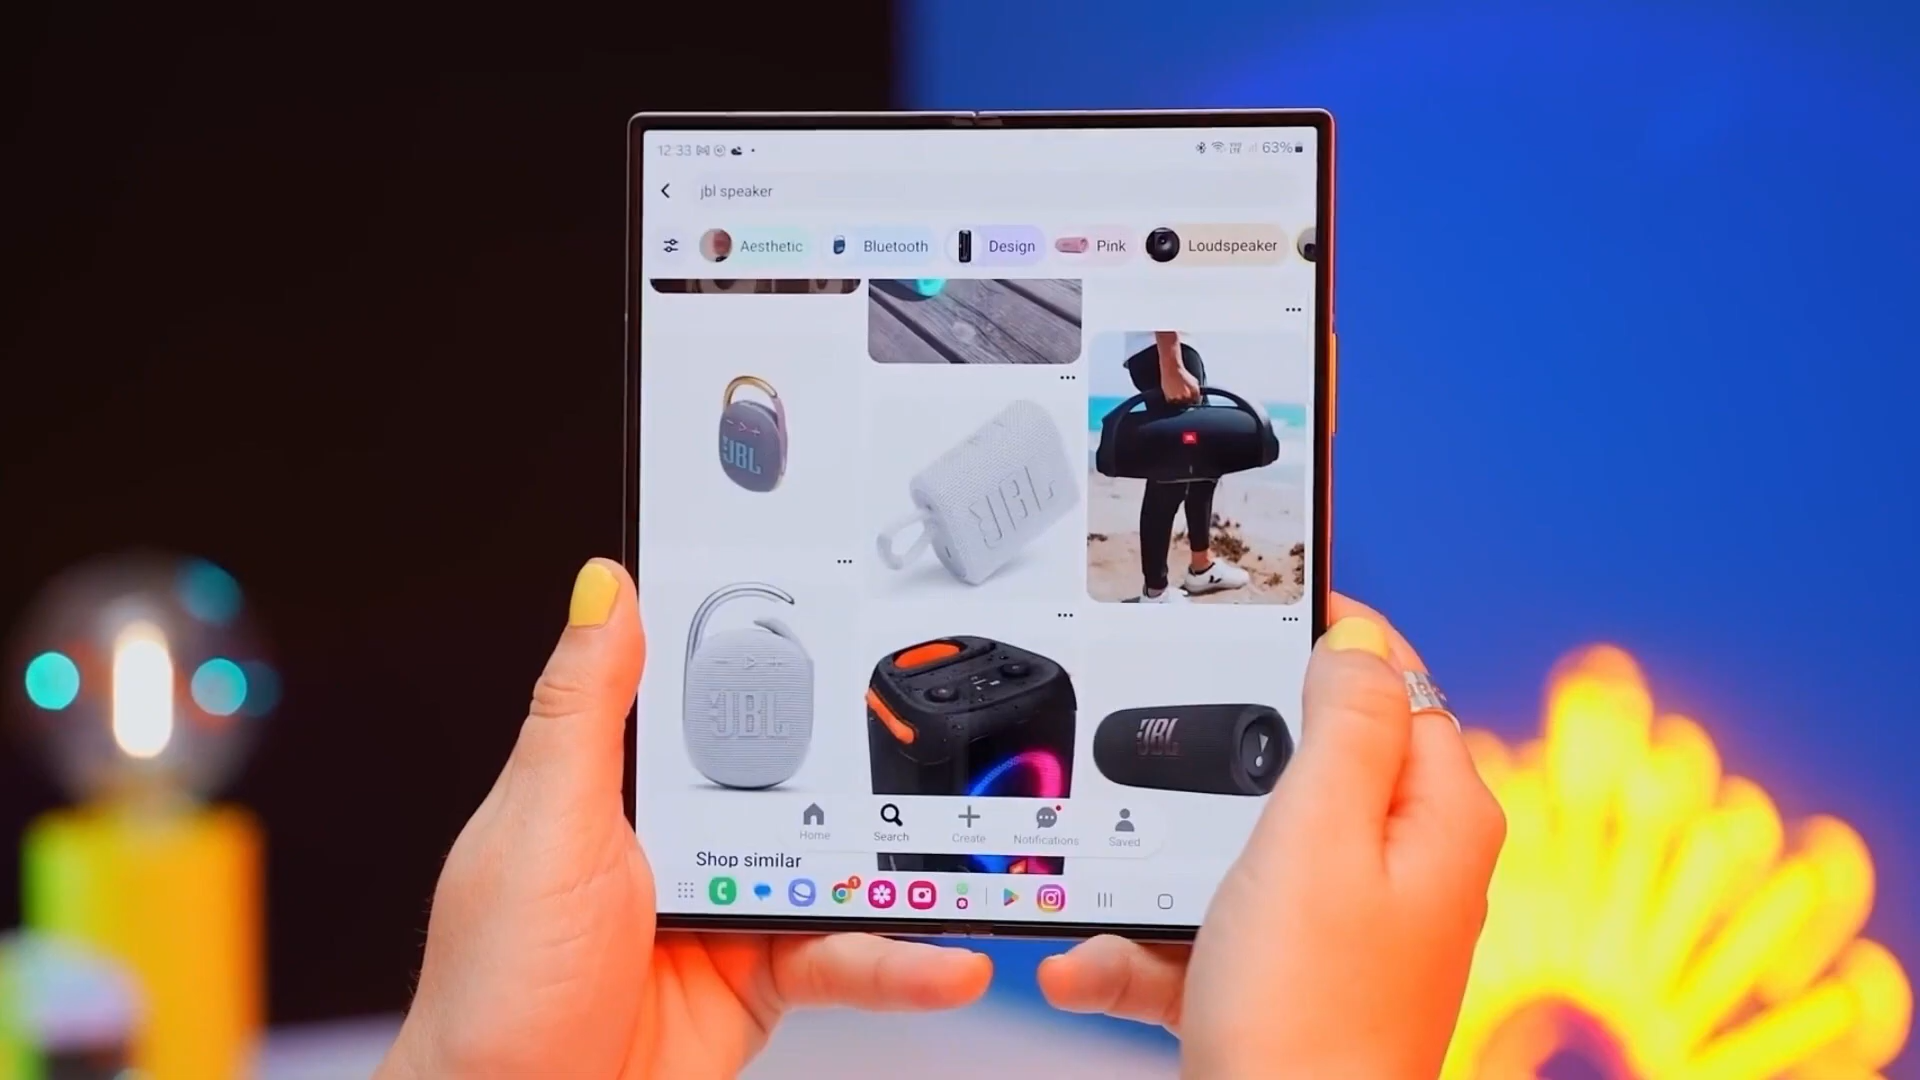 12:33
63%
jbl speaker
Aesthetic
Bluetooth
Design
Pink
Loudspeaker
JBL
JBL
JBL
JBL
Home
Search
Create
Notifications
Saved
Shop similar
1